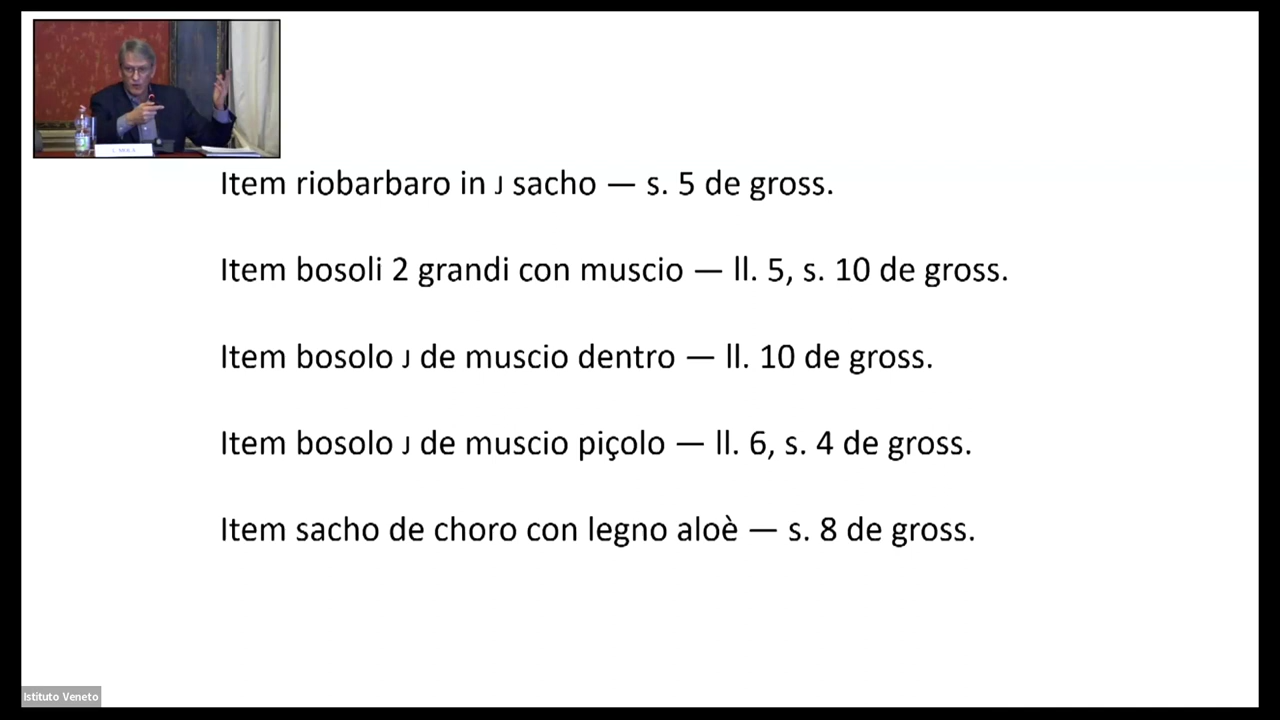 Item riobarbaro in J sacho — s. 5 de gross.
Item bosoli 2 grandi con muscio — ll. 5, s. 10 de gross.
Item bosolo J de muscio dentro — ll. 10 de gross.
Item bosolo J de muscio piçolo — ll. 6, s. 4 de gross.
Item sacho de choro con legno aloè — s. 8 de gross.
Istituto Veneto